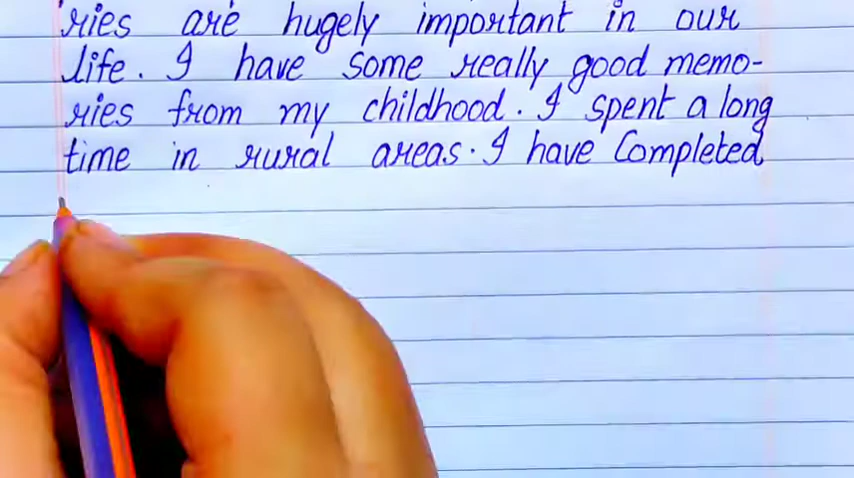 ries are hugely important in our
life. I have some really good memo-
ries from my childhood. I spent a long
time in rural areas. I have Completed